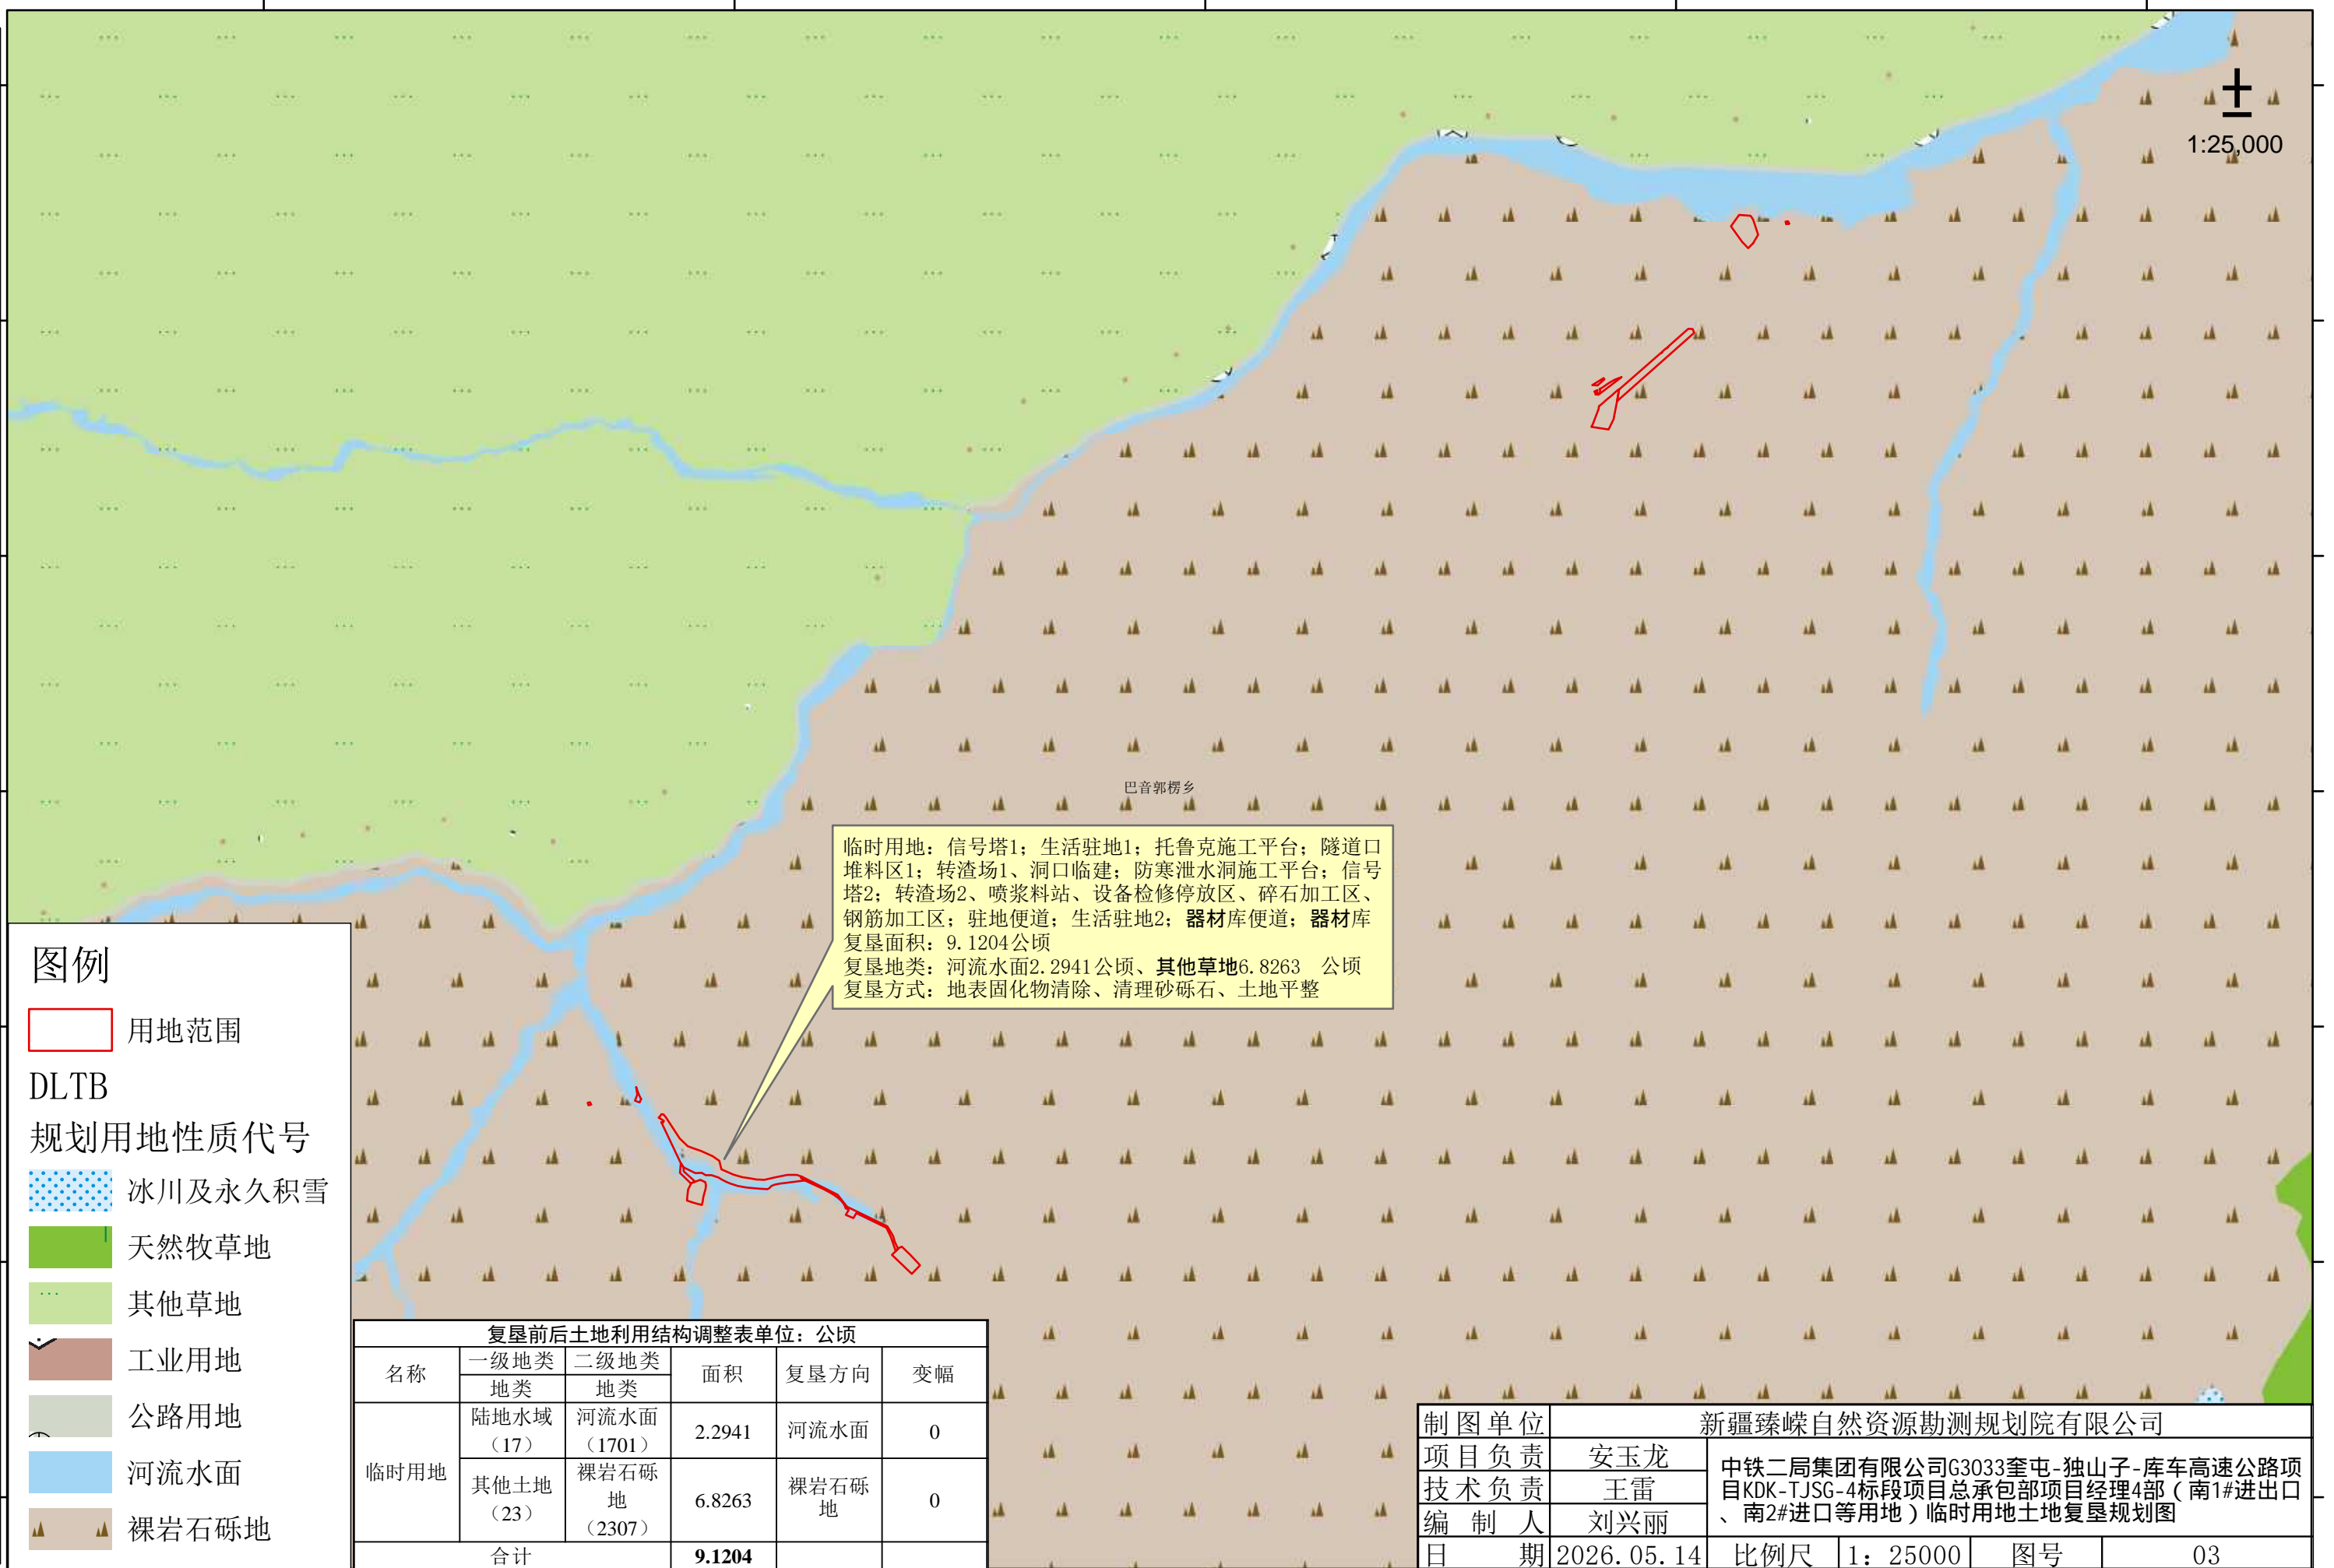 ±
1:25,000
巴音郭楞乡
临时用地：信号塔1；生活驻地1；托鲁克施工平台；隧道口
堆料区1；转渣场1、洞口临建；防寒泄水洞施工平台；信号
塔2；转渣场2、喷浆料站、设备检修停放区、碎石加工区、
钢筋加工区；驻地便道；生活驻地2；器材库便道；器材库
复垦面积：9.1204公顷
复垦地类：河流水面2.2941公顷、其他草地6.8263 公顷
复垦方式：地表固化物清除、清理砂砾石、土地平整
图例
用地范围
DLTB
规划用地性质代号
冰川及永久积雪
天然牧草地
其他草地
工业用地
公路用地
河流水面
裸岩石砾地
复垦前后土地利用结构调整表单位：公顷
名称 一级地类 二级地类 面积 复垦方向 变幅
地类 地类
临时用地 陆地水域 河流水面 2.2941 河流水面 0
（17） （1701）
其他土地 裸岩石砾 6.8263 裸岩石砾 0
（23） 地 地
（2307）
合计 9.1204
制图单位 新疆臻嵘自然资源勘测规划院有限公司
项目负责 安玉龙
技术负责 王雷
编制人 刘兴丽
中铁二局集团有限公司G3033奎屯-独山子-库车高速公路项
目KDK-TJSG-4标段项目总承包部项目经理4部（南1#进出口
、南2#进口等用地）临时用地土地复垦规划图
日期 2026.05.14 比例尺 1：25000 图号 03